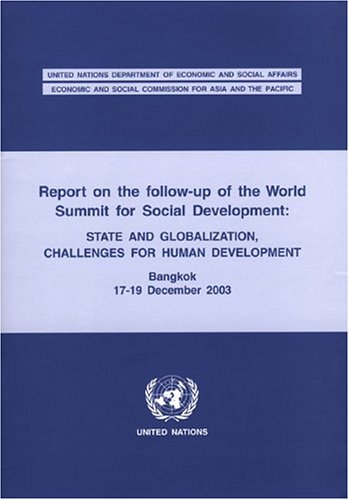 UNITED NATIONS DEPARTMENT OF ECONOMIC AND SOCIAL AFFAIRS
ECONOMIC AND SOCIAL COMMISSION FOR ASIA AND THE PACIFIC
Report on the follow-up of the World
Summit for Social Development:
STATE AND GLOBALIZATION,
CHALLENGES FOR HUMAN DEVELOPMENT
Bangkok
17-19 December 2003
UNITED NATIONS